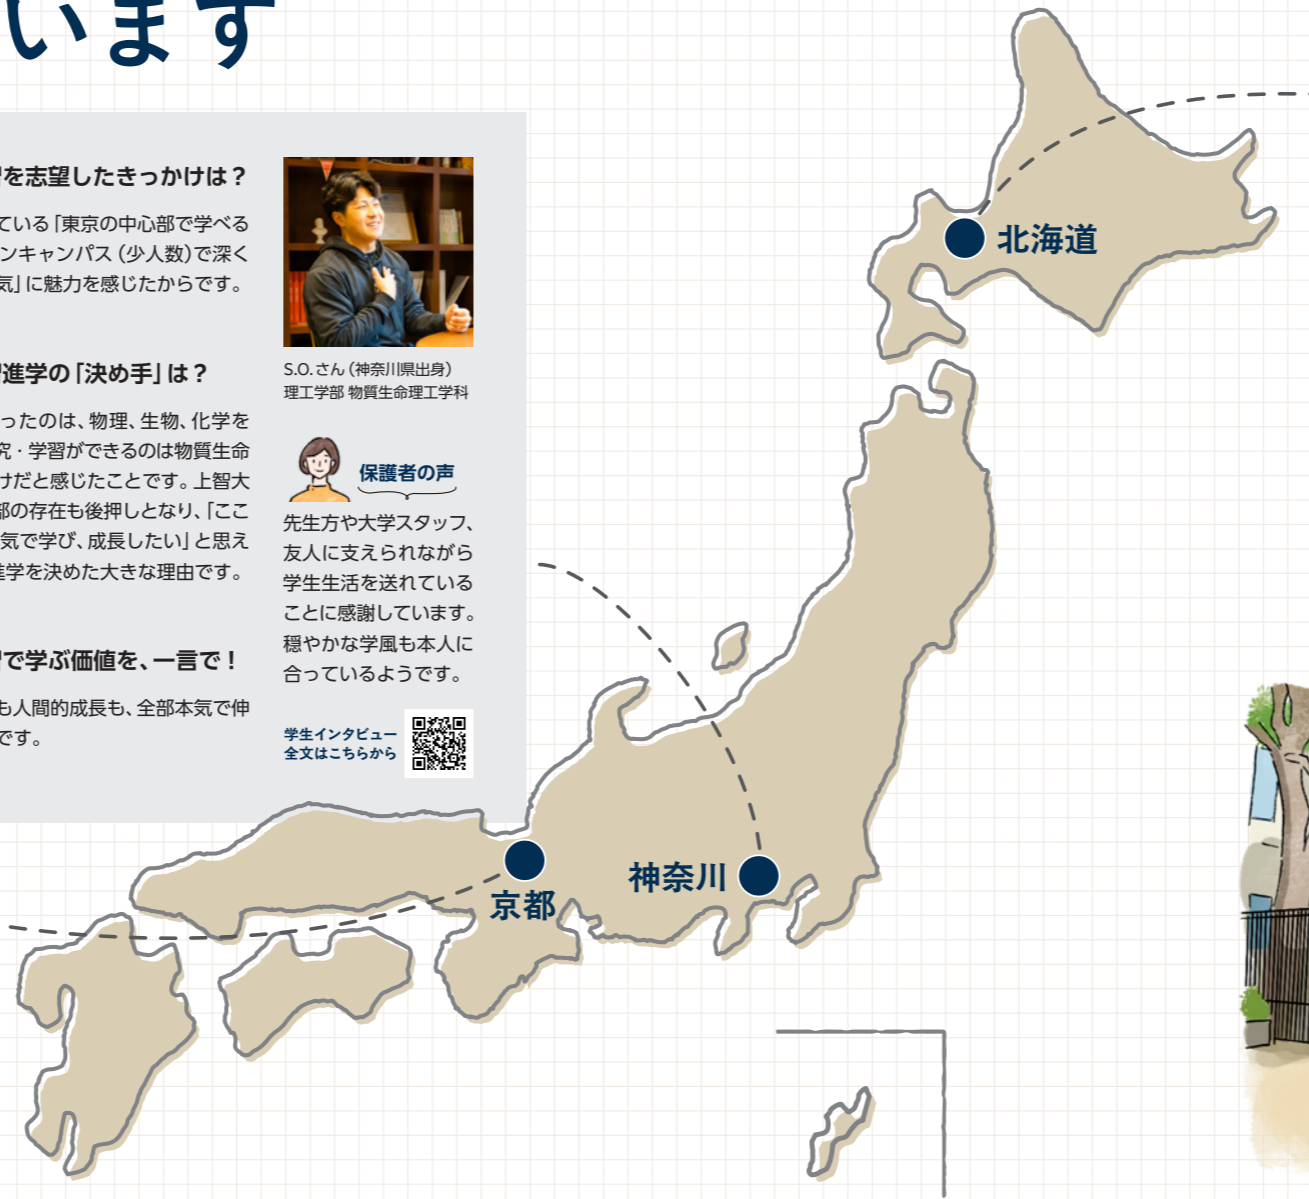 います
を志望したきっかけは？
ている「東京の中心部で学べる
ンキャンパス（少人数）で深く
気」に魅力を感じたからです。
進学の「決め手」は？
ったのは、物理、生物、化学を
究・学習ができるのは物質生命
けだと感じたことです。上智大
部の存在も後押しとなり、「ここ
気で学び、成長したい」と思え
進学を決めた大きな理由です。
で学ぶ価値を、一言で！
も人間的成長も、全部本気で伸
です。
S.O.さん（神奈川県出身）
理工学部 物質生命理工学科
保護者の声
先生方や大学スタッフ、
友人に支えられながら
学生生活を送れている
ことに感謝しています。
穏やかな学風も本人に
合っているようです。
学生インタビュー
全文はこちらから
北海道
神奈川
京都